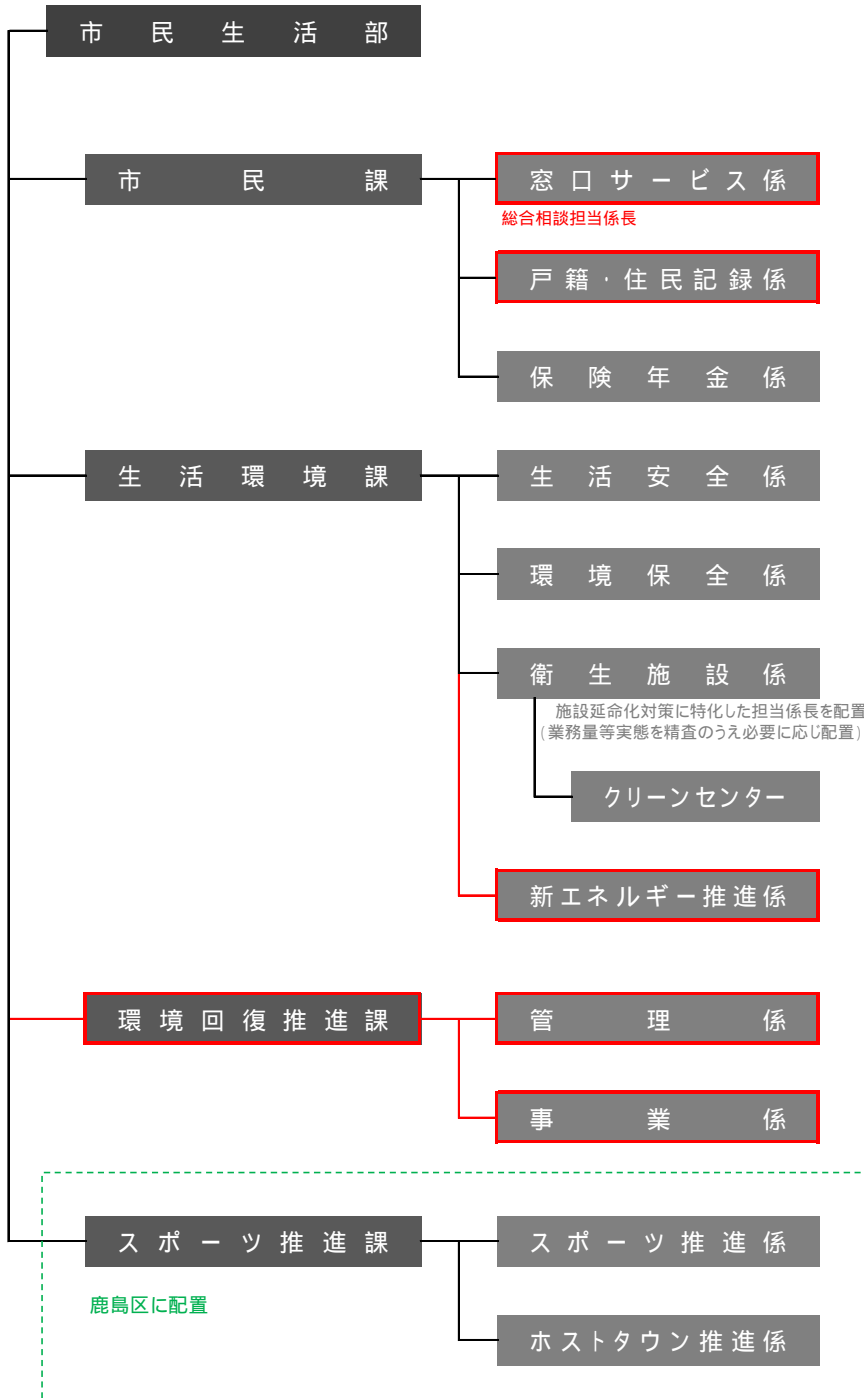 市民生活部
市民課
窓口サービス係
総合相談担当係長
戸籍・住民記録係
保険年金係
生活環境課
生活安全係
環境保全係
衛生施設係
施設延命化対策に特化した担当係長を配置
(業務量等実態を精査のうえ必要に応じ配置)
クリーンセンター
新エネルギー推進係
環境回復推進課
管理係
事業係
スポーツ推進課
スポーツ推進係
鹿島区に配置
ホストタウン推進係